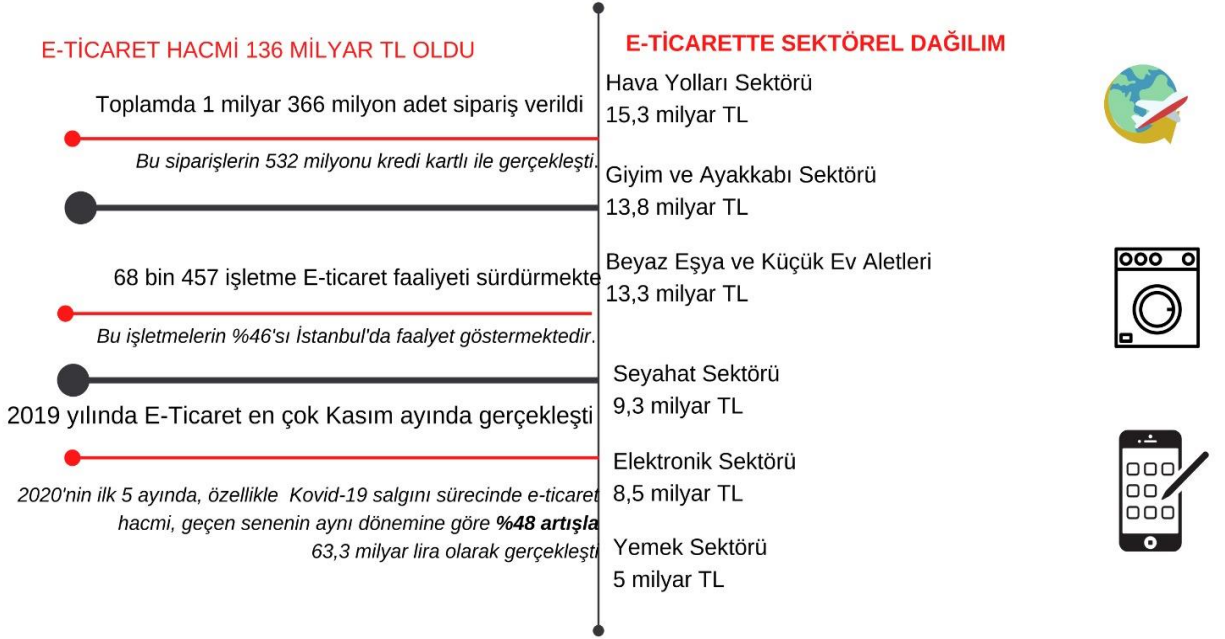 E-TİCARET HACMİ 136 MİLYAR TL OLDU
Toplamda 1 milyar 366 milyon adet sipariş verildi
Bu siparişlerin 532 milyonu kredi kartlı ile gerçekleşti.
68 bin 457 işletme E-ticaret faaliyeti sürdürmekte
Bu işletmelerin %46'sı İstanbul'da faalyet göstermektedir.
2019 yılında E-Ticaret en çok Kasım ayında gerçekleşti
2020'nin ilk 5 ayında, özellikle Kovid-19 salgını sürecinde e-ticaret
hacmi, geçen senenin aynı dönemine göre %48 artışla
63,3 milyar lira olarak gerçekleşti
E-TİCARETTE SEKTÖREL DAĞILIM
Hava Yolları Sektörü
15,3 milyar TL
Giyim ve Ayakkabı Sektörü
13,8 milyar TL
Beyaz Eşya ve Küçük Ev Aletleri
13,3 milyar TL
Seyahat Sektörü
9,3 milyar TL
Elektronik Sektörü
8,5 milyar TL
Yemek Sektörü
5 milyar TL